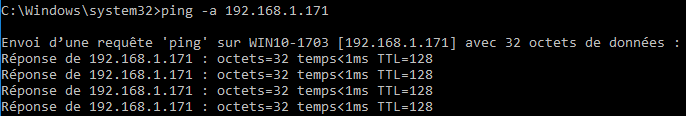 C:\Windows\system32>ping -a 192.168.1.171
Envoi d’une requête 'ping' sur WIN10-1703 [192.168.1.171] avec 32 octets de données :
Réponse de 192.168.1.171 : octets=32 temps<1ms TTL=128
Réponse de 192.168.1.171 : octets=32 temps<1ms TTL=128
Réponse de 192.168.1.171 : octets=32 temps<1ms TTL=128
Réponse de 192.168.1.171 : octets=32 temps<1ms TTL=128